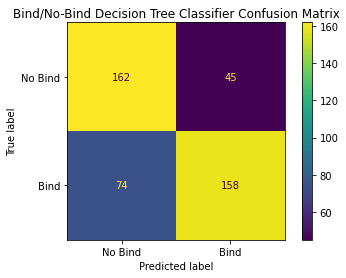 Bind/No-Bind Decision Tree Classifier Confusion Matrix
No Bind
Bind
True label
162
45
74
158
No Bind
Bind
Predicted label
160
140
120
100
80
60